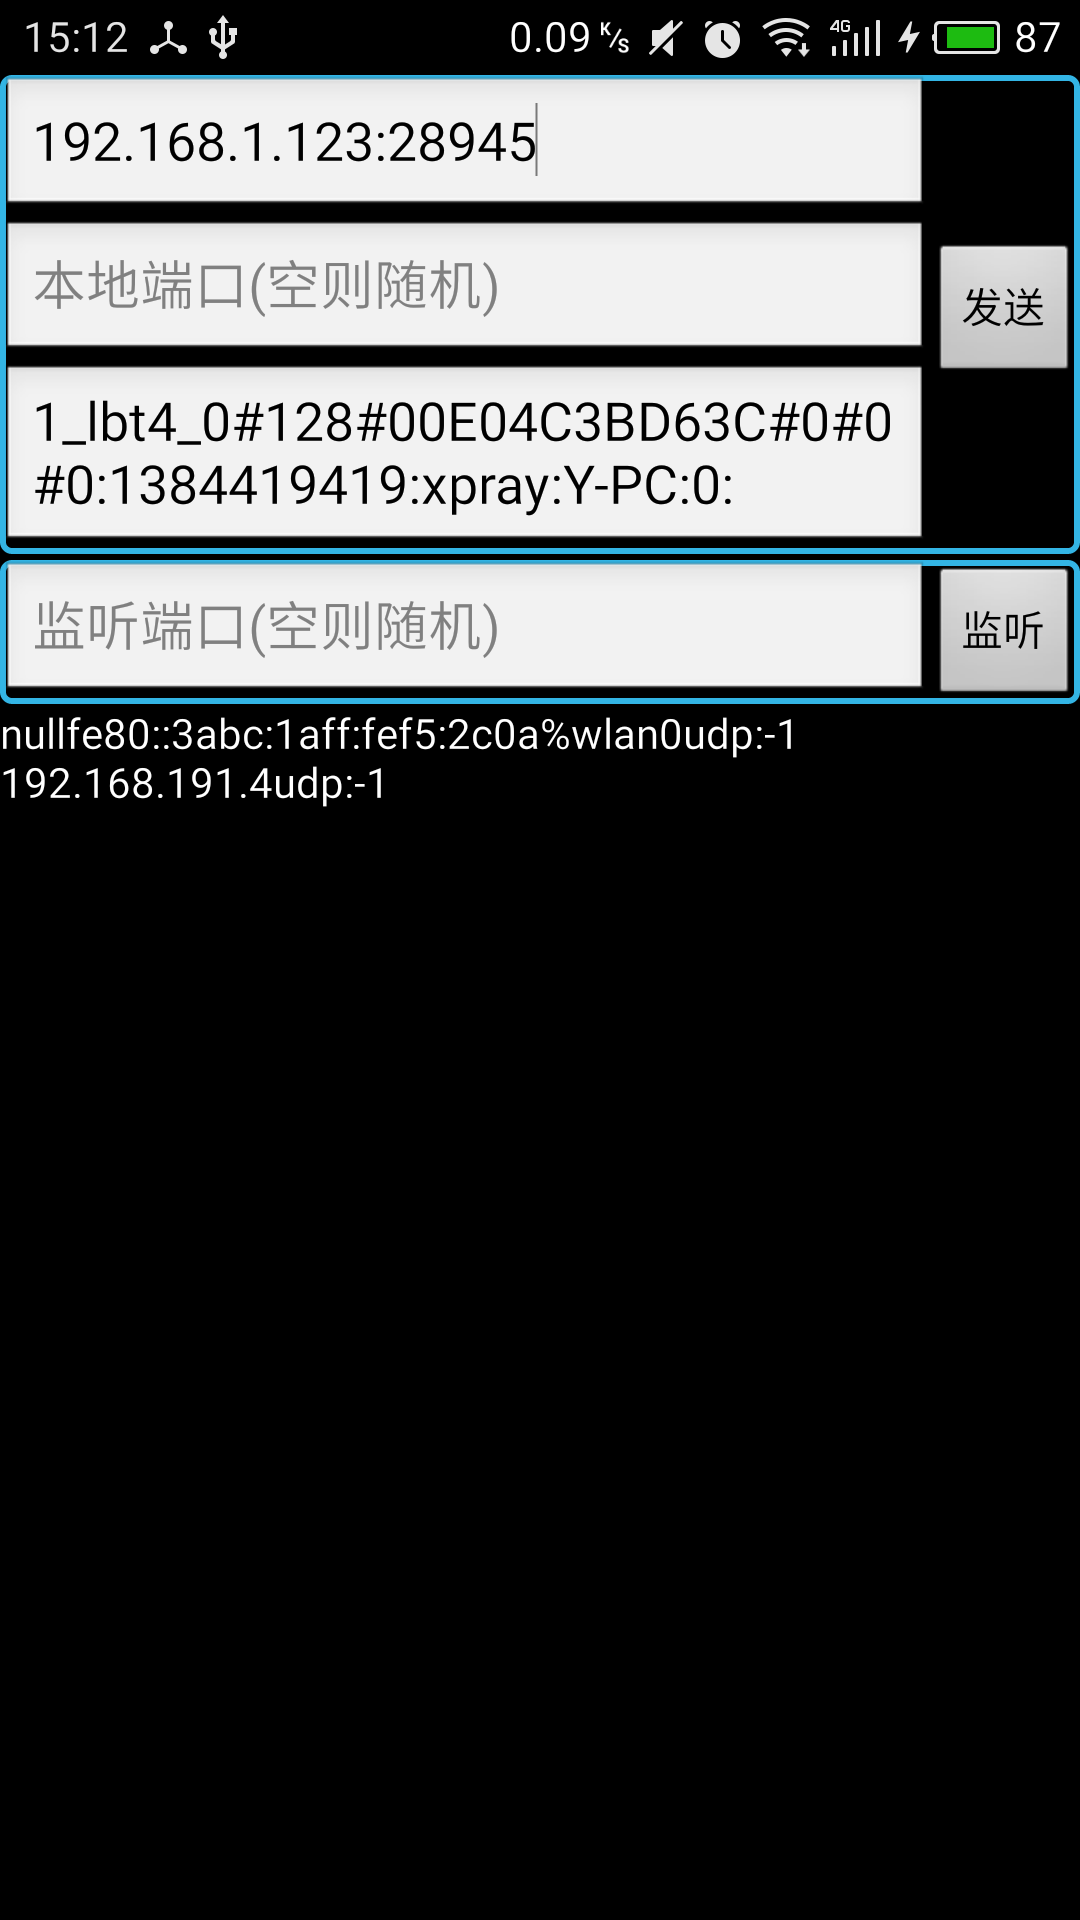 15:12 0.09 K/s 4G 87
192.168.1.123:28945
本地端口(空则随机)
发送
1_lbt4_0#128#00E04C3BD63C#0#0
#0:1384419419:xpray:Y-PC:0:
监听端口(空则随机)
监听
nullfe80::3abc:1aff:fef5:2c0a%wlan0udp:-1
192.168.191.4udp:-1